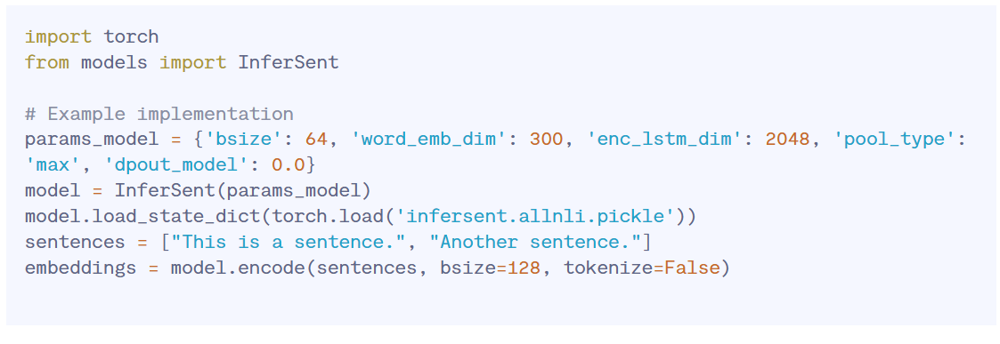 import torch
from models import InferSent
# Example implementation
params_model = {'bsize': 64, 'word_emb_dim': 300, 'enc_lstm_dim': 2048, 'pool_type':
'max', 'dpout_model': 0.0}
model = InferSent(params_model)
model.load_state_dict(torch.load('infersent.allnli.pickle'))
sentences = ["This is a sentence.", "Another sentence."]
embeddings = model.encode(sentences, bsize=128, tokenize=False)